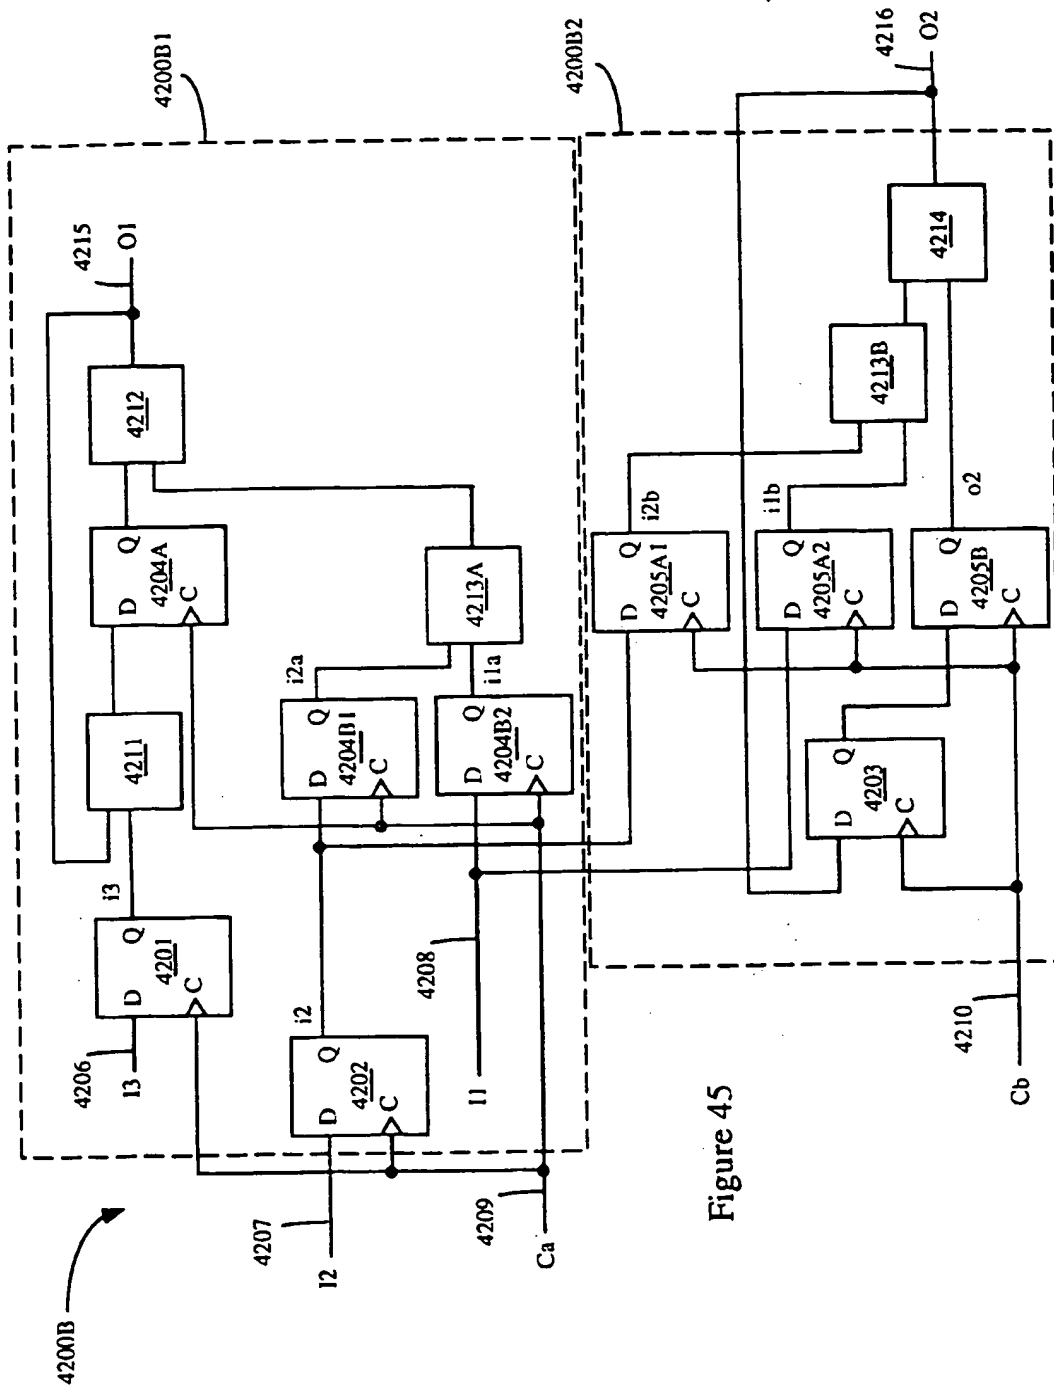 4200B
4200B1
4200B2
4206
I3
D
Q
4201
C
i3
4211
D
Q
4204A
C
4212
4215
O1
4207
I2
D
Q
4202
C
i2
D
Q
4204B1
C
i2a
4208
I1
D
Q
4204B2
C
i1a
4213A
4209
Ca
D
Q
4205A1
C
i2b
D
Q
4205A2
C
i1b
4213B
D
Q
4203
C
D
Q
4205B
C
o2
4214
4216
O2
4210
Cb
Figure 45